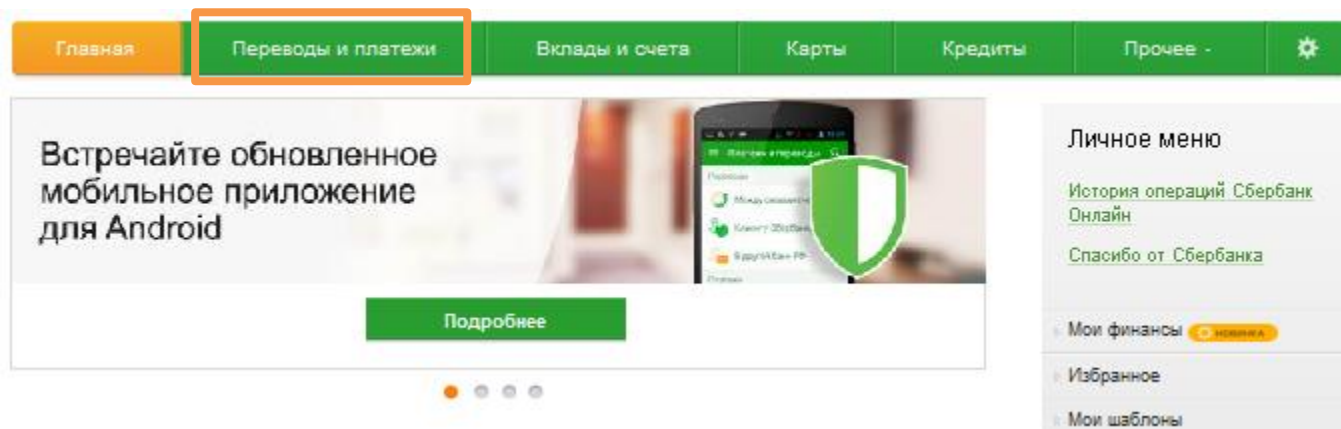 Главная
Переводы и платежи
Вклады и счета
Карты
Кредиты
Прочее -
Встречайте обновленное
мобильное приложение
для Android
Подробнее
Личное меню
История операций Сбербанк
Онлайн
Спасибо от Сбербанка
Мои финансы
НОВИНКА
Избранное
Мои шаблоны